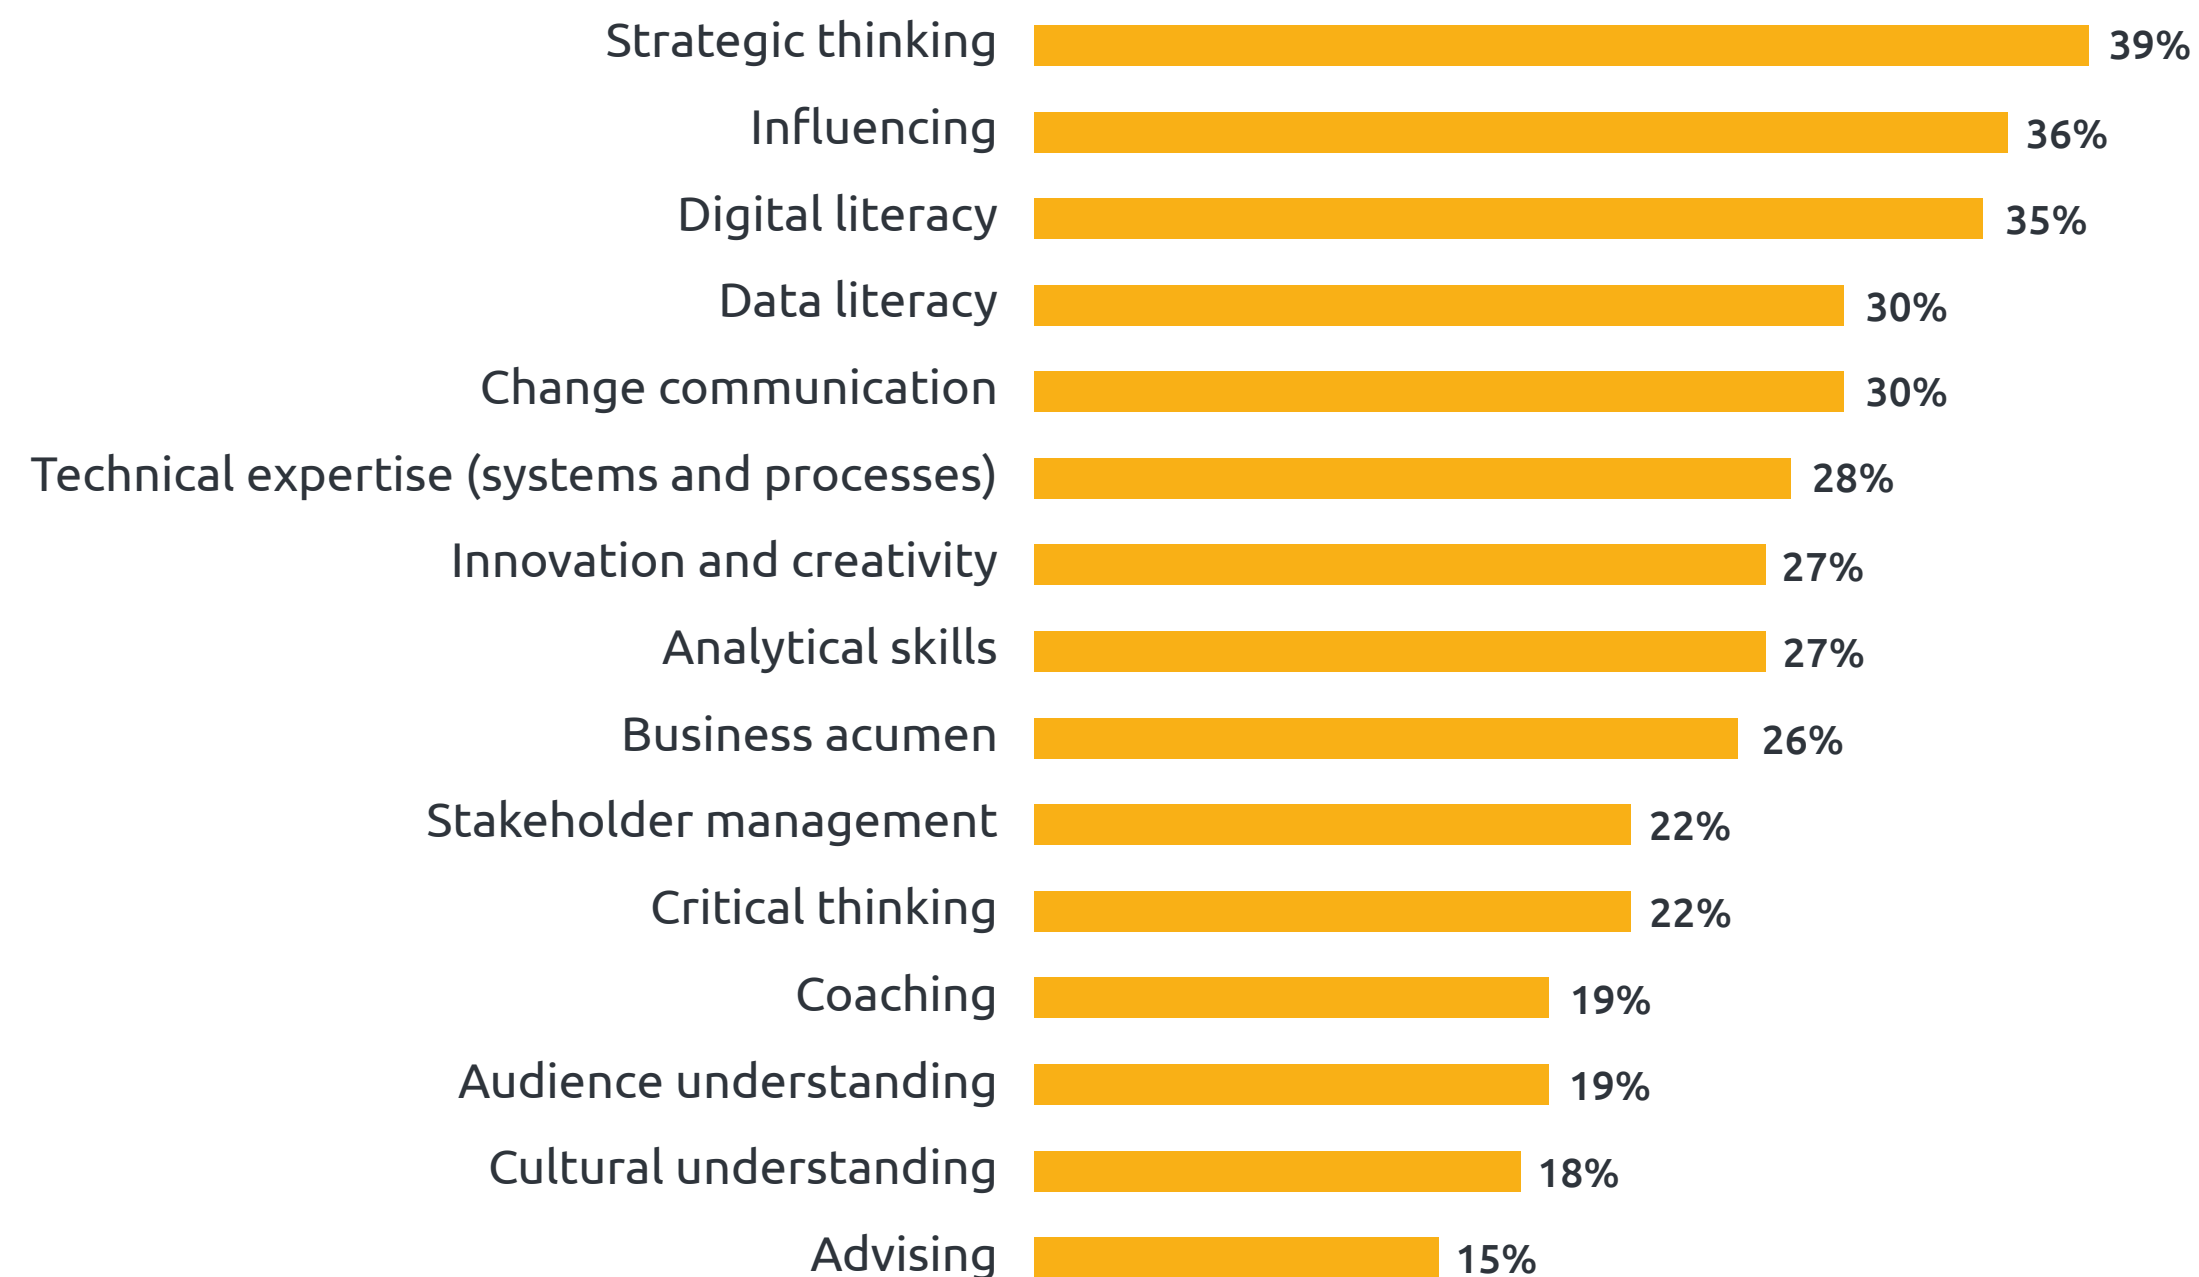 Strategic thinking 39%
Influencing 36%
Digital literacy 35%
Data literacy 30%
Change communication 30%
Technical expertise (systems and processes) 28%
Innovation and creativity 27%
Analytical skills 27%
Business acumen 26%
Stakeholder management 22%
Critical thinking 22%
Coaching 19%
Audience understanding 19%
Cultural understanding 18%
Advising 15%